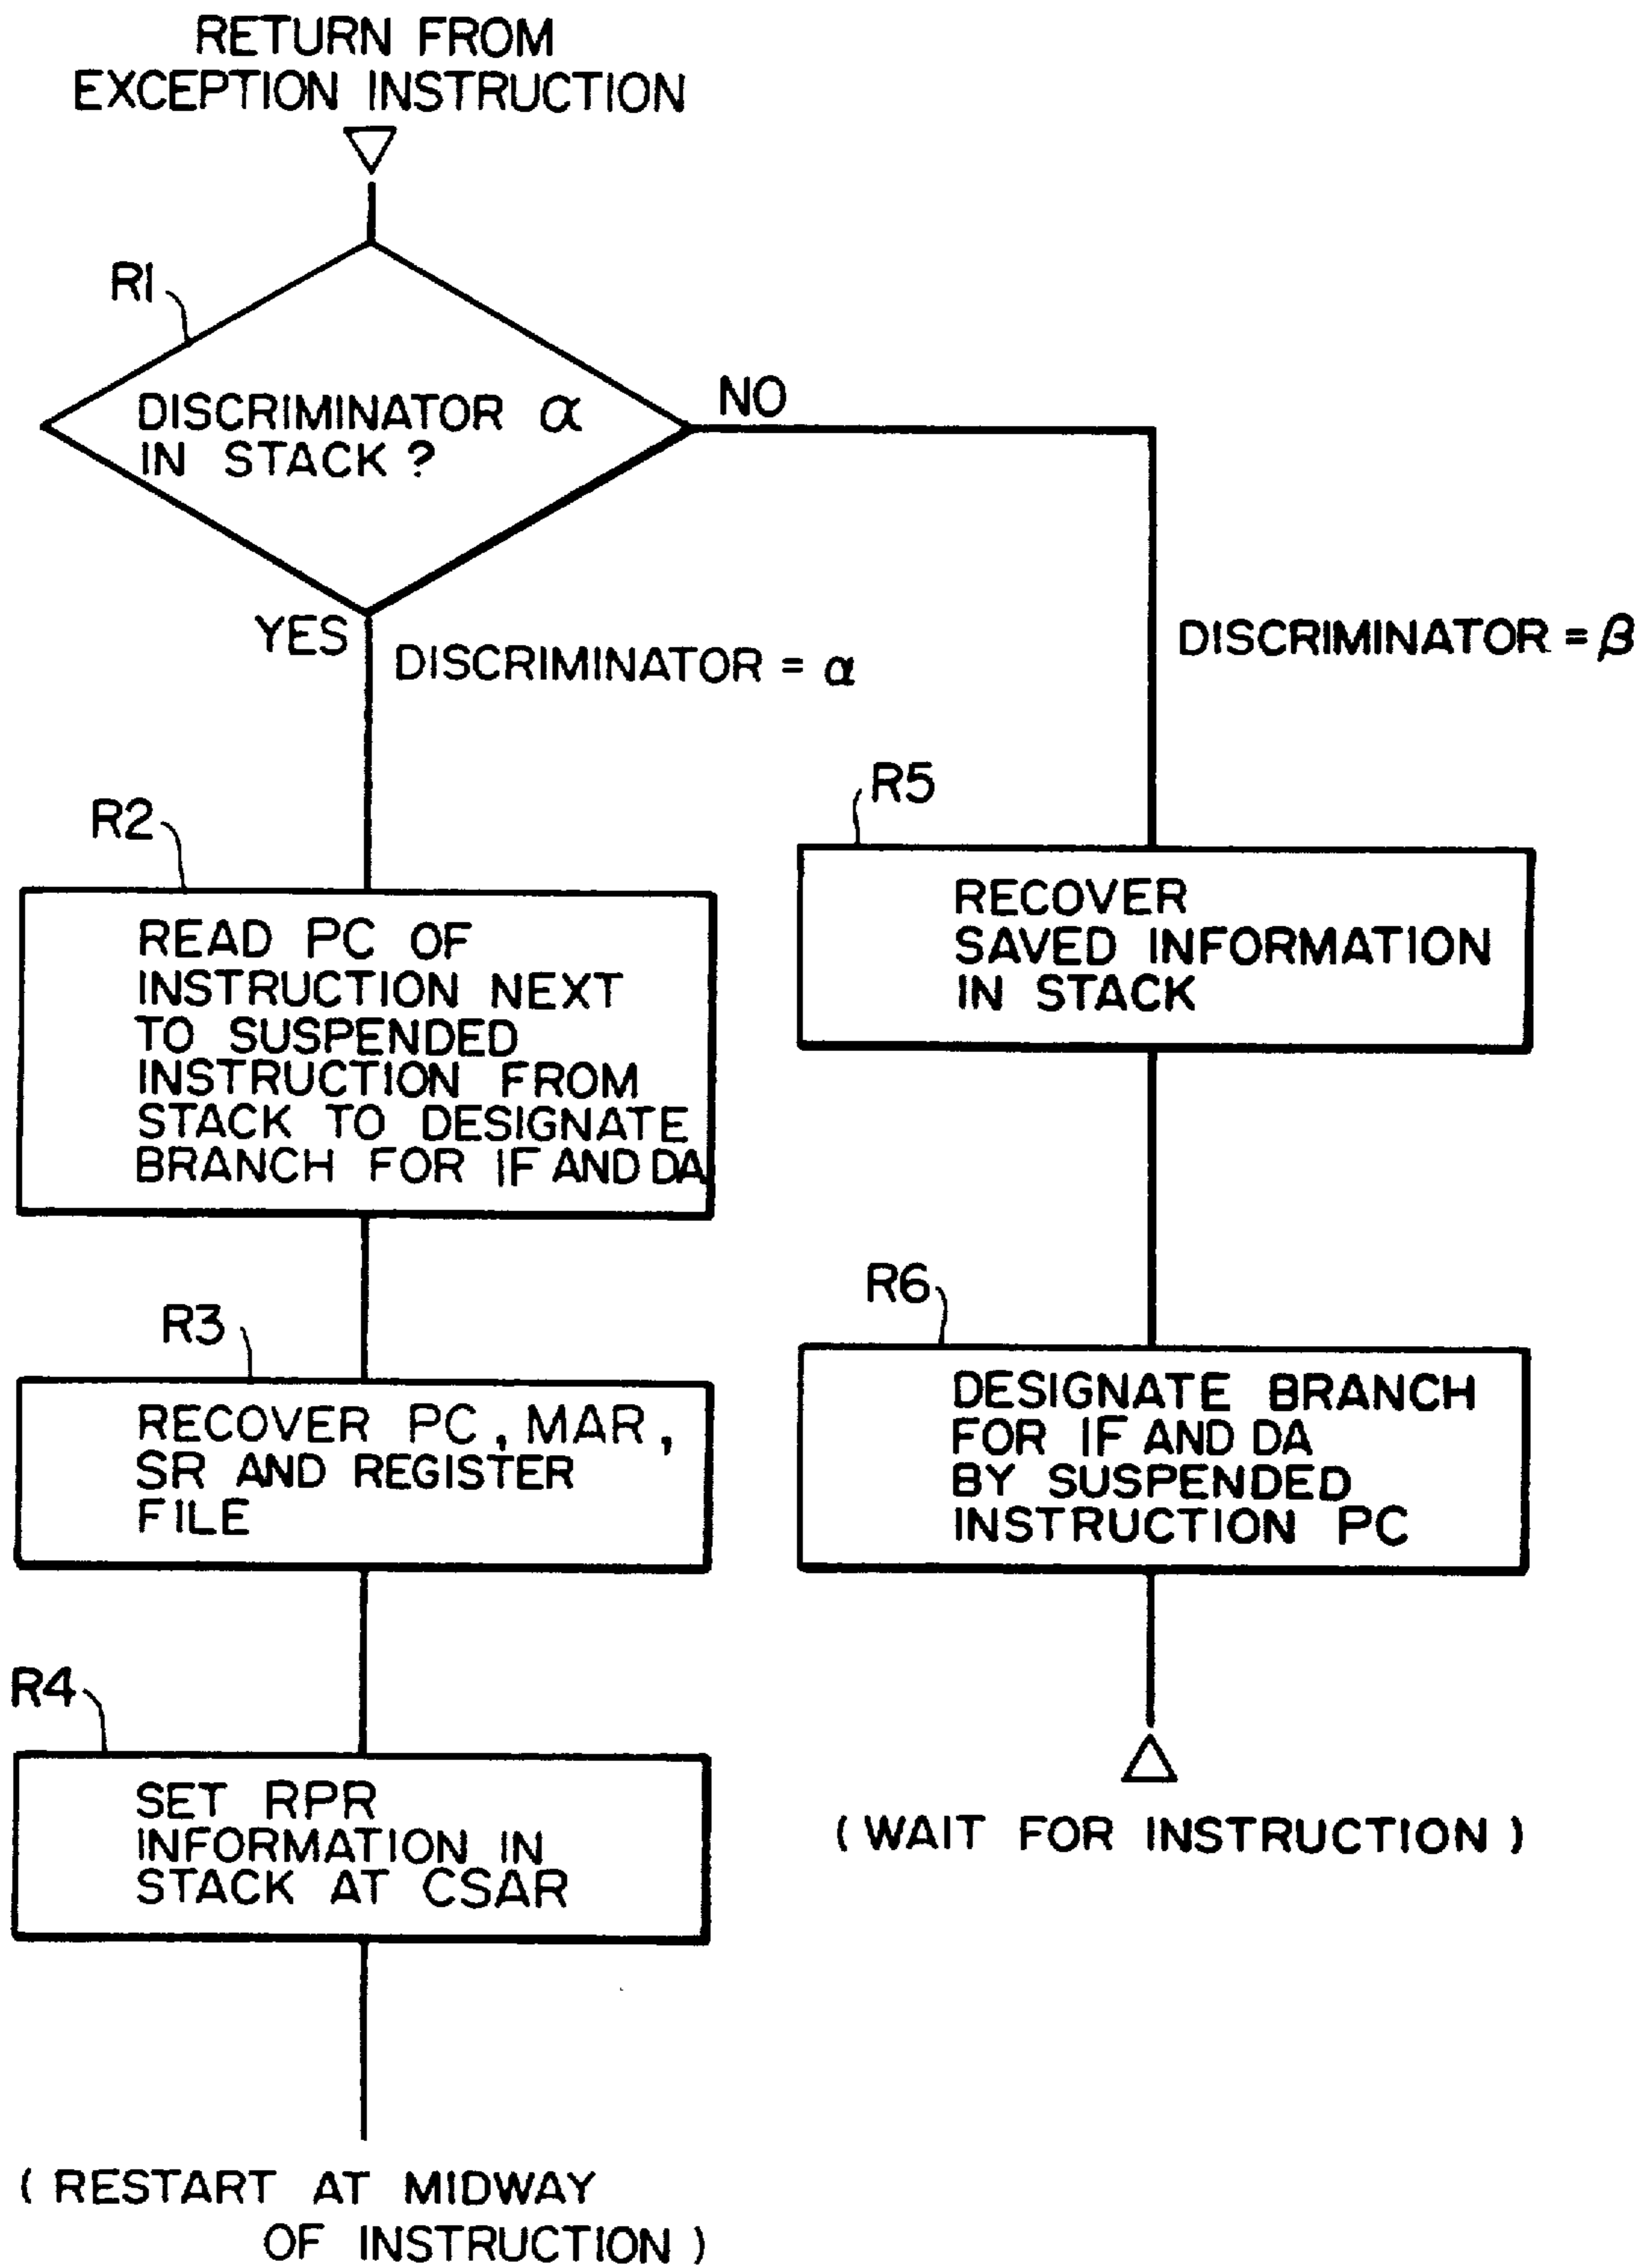 RETURN FROM
EXCEPTION INSTRUCTION
R1
DISCRIMINATOR α
IN STACK ?
NO
YES
DISCRIMINATOR = α
DISCRIMINATOR = β
R2
READ PC OF
INSTRUCTION NEXT
TO SUSPENDED
INSTRUCTION FROM
STACK TO DESIGNATE
BRANCH FOR IF AND DA
R3
RECOVER PC, MAR,
SR AND REGISTER
FILE
R4
SET RPR
INFORMATION IN
STACK AT CSAR
( RESTART AT MIDWAY
OF INSTRUCTION )
R5
RECOVER
SAVED INFORMATION
IN STACK
R6
DESIGNATE BRANCH
FOR IF AND DA
BY SUSPENDED
INSTRUCTION PC
( WAIT FOR INSTRUCTION )